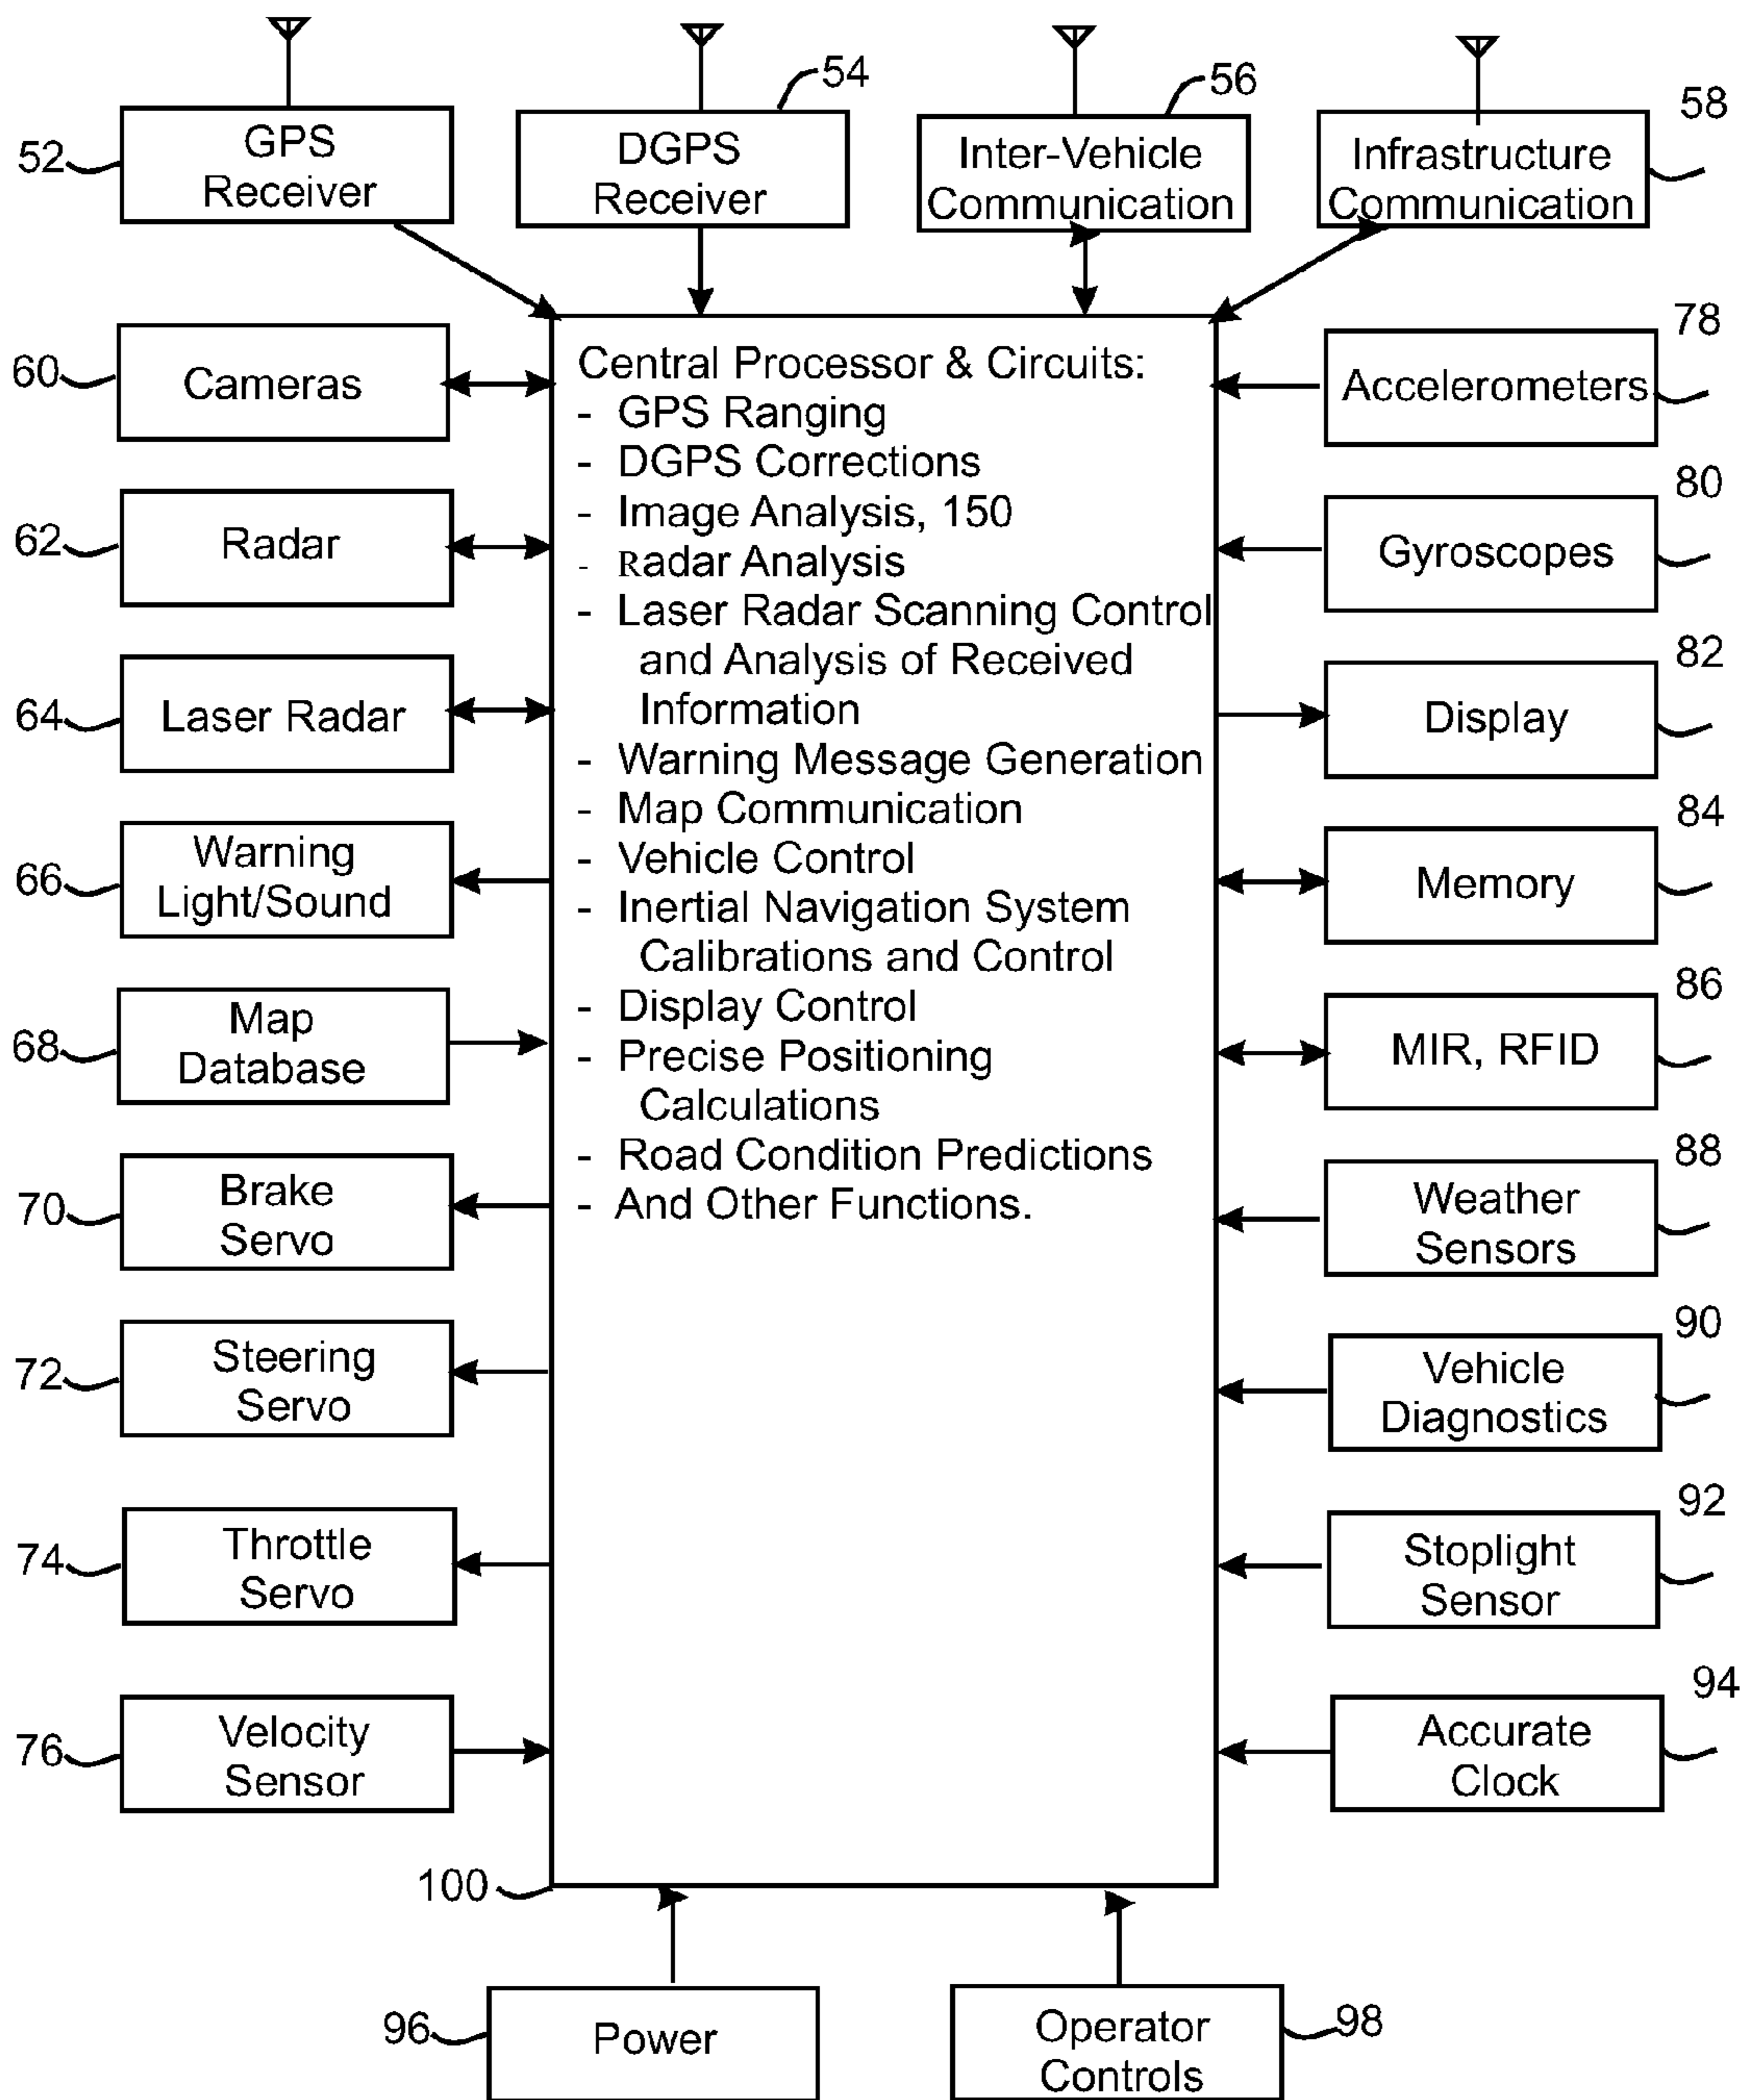 54
56
58
52
GPS
Receiver
DGPS
Receiver
Inter-Vehicle
Communication
Infrastructure
Communication
60
Cameras
62
Radar
64
Laser Radar
66
Warning
Light/Sound
68
Map
Database
70
Brake
Servo
72
Steering
Servo
74
Throttle
Servo
76
Velocity
Sensor
Central Processor & Circuits:
- GPS Ranging
- DGPS Corrections
- Image Analysis, 150
- Radar Analysis
- Laser Radar Scanning Control
and Analysis of Received
Information
- Warning Message Generation
- Map Communication
- Vehicle Control
- Inertial Navigation System
Calibrations and Control
- Display Control
- Precise Positioning
Calculations
- Road Condition Predictions
- And Other Functions.
78
Accelerometers
80
Gyroscopes
82
Display
84
Memory
86
MIR, RFID
88
Weather
Sensors
90
Vehicle
Diagnostics
92
Stoplight
Sensor
94
Accurate
Clock
100
96
Power
Operator
Controls
98